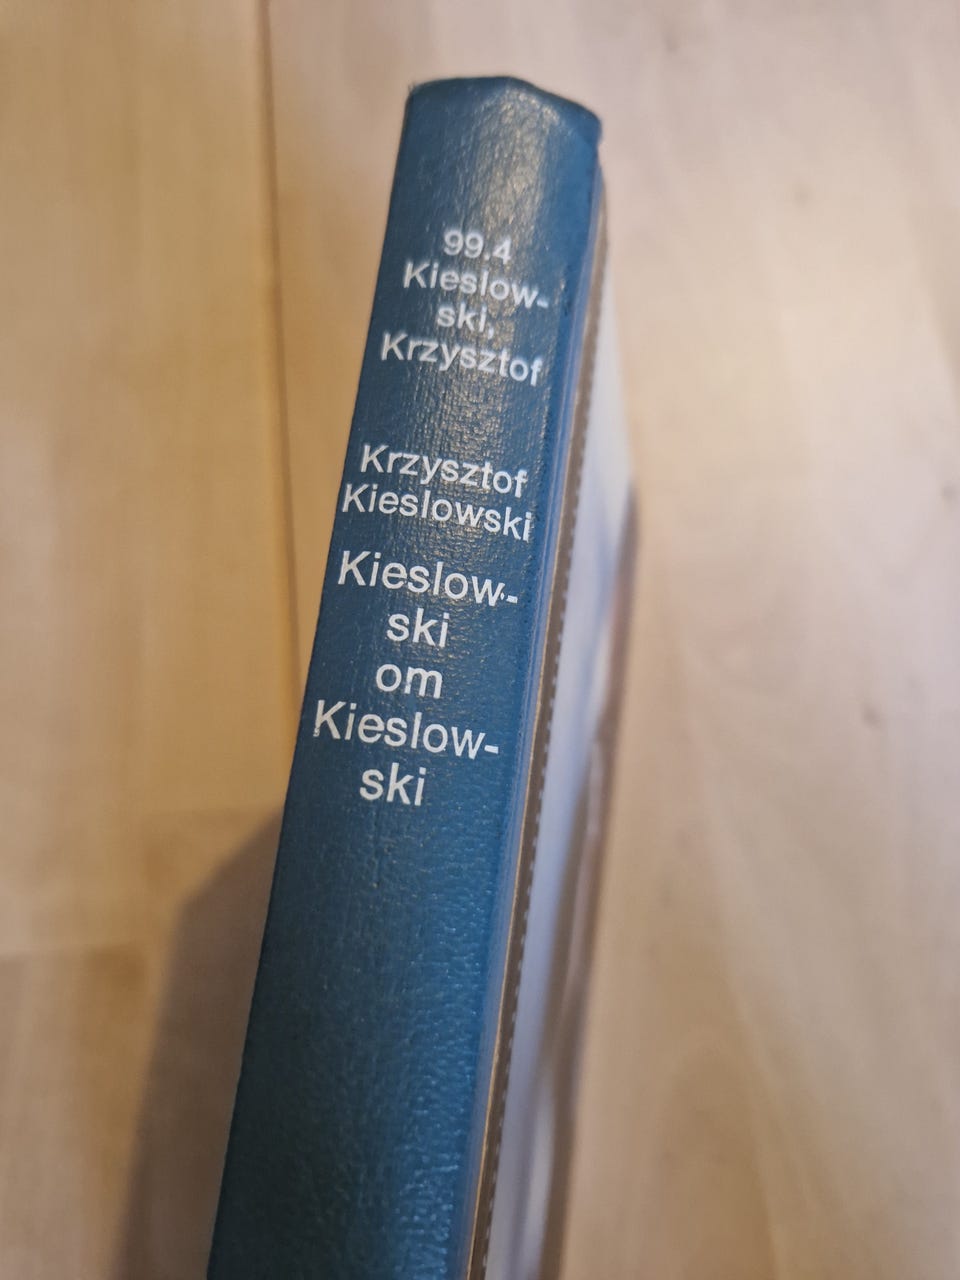 99.4
Kieslow-
ski,
Krzysztof
Krzysztof
Kieslowski
Kieslow-
ski
om
Kieslow-
ski